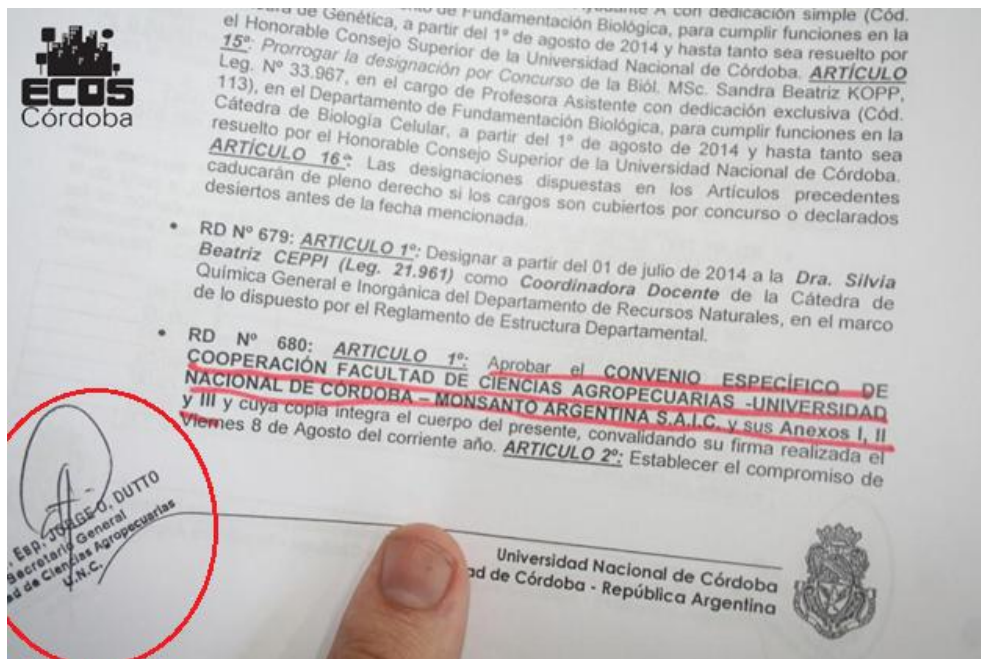 ECOS
Córdoba
de Fundamentación Biológica, para cumplir funciones en la
de Genética, a partir del 1º de agosto de 2014 y hasta tanto sea resuelto por
el Honorable Consejo Superior de la Universidad Nacional de Córdoba. ARTÍCULO
15º: Prorrogar la designación por Concurso de la Biól. MSc. Sandra Beatriz KOPP,
Leg. Nº 33.967, en el cargo de Profesora Asistente con dedicación exclusiva (Cód.
113), en el Departamento de Fundamentación Biológica, para cumplir funciones en la
Cátedra de Biología Celular, a partir del 1º de agosto de 2014 y hasta tanto sea
resuelto por el Honorable Consejo Superior de la Universidad Nacional de Córdoba.
ARTÍCULO 16º: Las designaciones dispuestas en los Artículos precedentes
caducarán de pleno derecho si los cargos son cubiertos por concurso o declarados
desiertos antes de la fecha mencionada.
• RD Nº 679: ARTICULO 1º: Designar a partir del 01 de julio de 2014 a la Dra. Silvia
Beatriz CEPPI (Leg. 21.961) como Coordinadora Docente de la Cátedra de
Química General e Inorgánica del Departamento de Recursos Naturales, en el marco
de lo dispuesto por el Reglamento de Estructura Departamental.
• RD Nº 680: ARTICULO 1º: Aprobar el CONVENIO ESPECÍFICO DE
COOPERACIÓN FACULTAD DE CIENCIAS AGROPECUARIAS -UNIVERSIDAD
NACIONAL DE CÓRDOBA – MONSANTO ARGENTINA S.A.I.C. y sus Anexos I, II
y III y cuya copia integra el cuerpo del presente, convalidando su firma realizada el
Viernes 8 de Agosto del corriente año. ARTICULO 2º: Establecer el compromiso de
Esp. JORGE O. DUTTO
Secretario General
de Ciencias Agropecuarias
U.N.C.
Universidad Nacional de Córdoba
de Córdoba - República Argentina